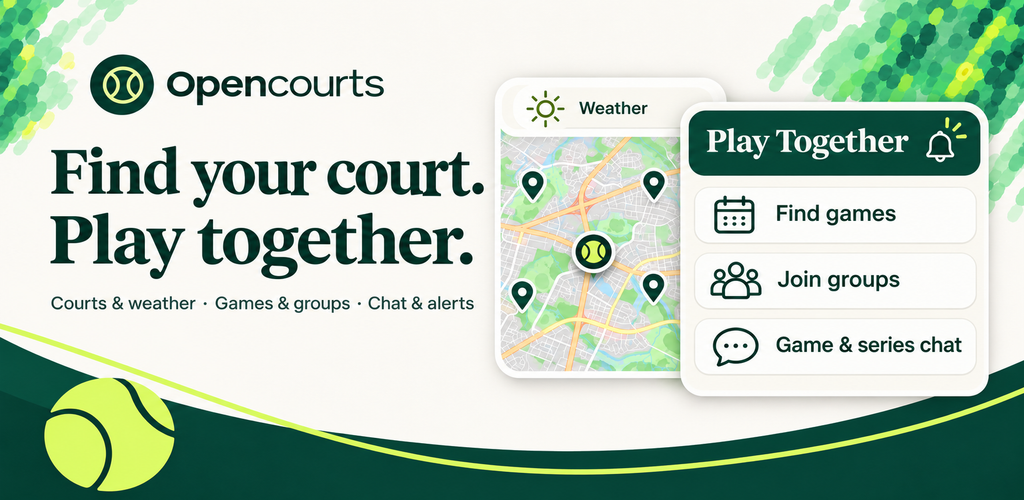 Opencourts
Find your court.
Play together.
Courts & weather · Games & groups · Chat & alerts
Weather
Play Together
Find games
Join groups
Game & series chat